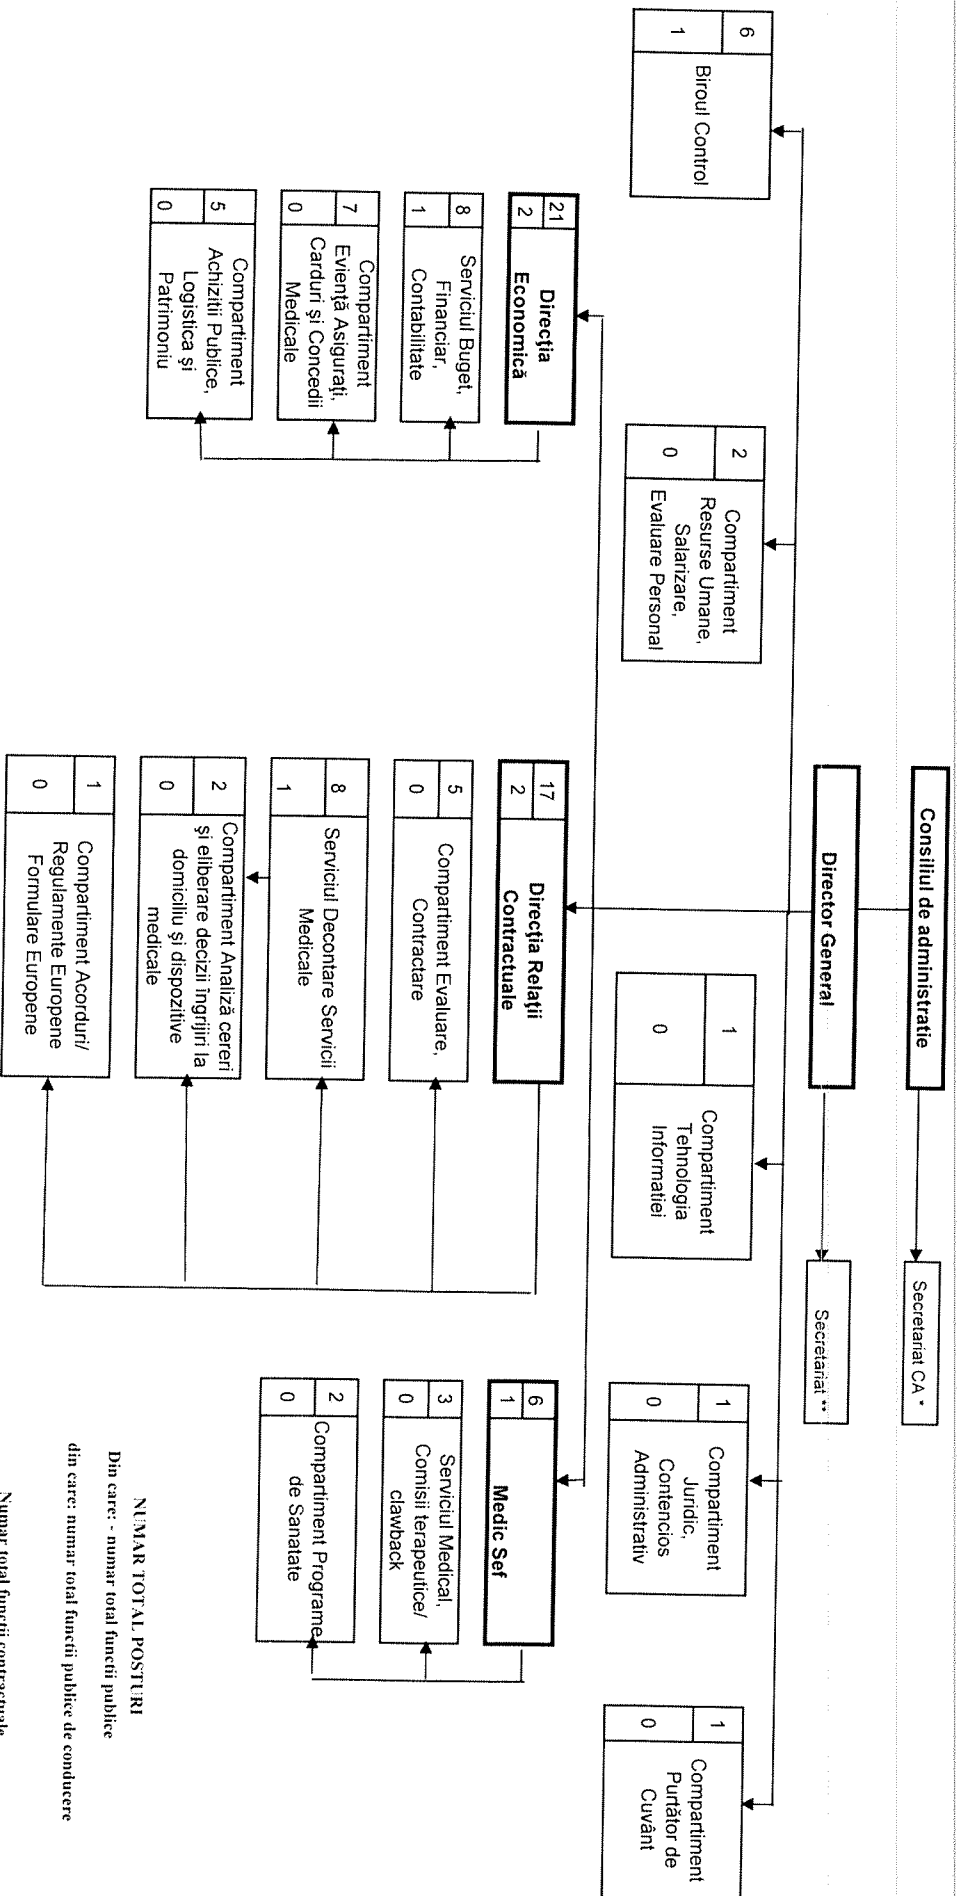 Consiliul de administratie
Secretariat CA *
Director General
Secretariat **
6
1
Biroul Control
2
0
Compartiment
Resurse Umane,
Salarizare,
Evaluare Personal
1
0
Compartiment
Tehnologia
Informatiei
1
0
Compartiment
Juridic,
Contencios
Administrativ
1
0
Compartiment
Purtător de
Cuvânt
21
2
Direcția
Economică
8
1
Serviciul Buget,
Financiar,
Contabilitate
7
0
Compartiment
Evienţă Asiguraţi,
Carduri şi Concedii
Medicale
5
0
Compartiment
Achizitii Publice,
Logistica şi
Patrimoniu
17
2
Direcţia Relaţii
Contractuale
5
0
Compartiment Evaluare,
Contractare
8
1
Serviciul Decontare Servicii
Medicale
2
0
Compartiment Analiză cereri
şi eliberare decizii îngrijiri la
domiciliu şi dispozitive
medicale
1
0
Compartiment Acorduri/
Regulamente Europene
Formulare Europene
6
1
Medic Sef
3
0
Serviciul Medical,
Comisii terapeutice/
clawback
2
0
Compartiment Programe
de Sanatate
NUMAR TOTAL POSTURI
Din care: - numar total functii publice
din care: numar total functii publice de conducere
Numar total functii contractuale